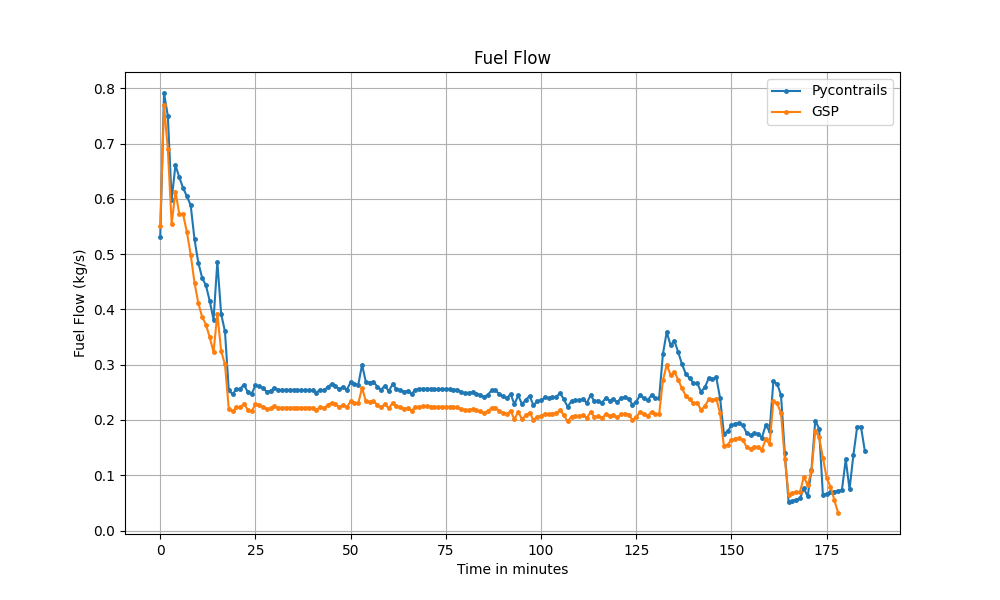 Fuel Flow
Pycontrails
GSP
Fuel Flow (kg/s)
0.8
0.7
0.6
0.5
0.4
0.3
0.2
0.1
0.0
0 25 50 75 100 125 150 175
Time in minutes